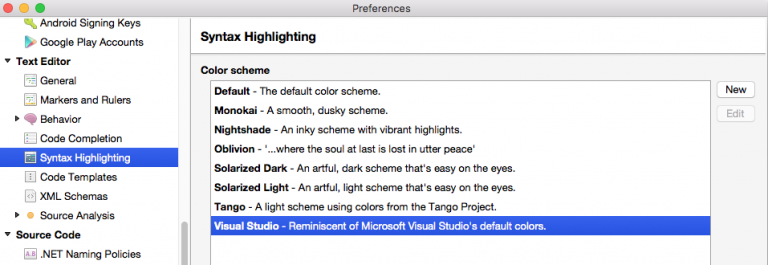 Preferences
Android Signing Keys
Google Play Accounts
Text Editor
General
Markers and Rulers
Behavior
Code Completion
Syntax Highlighting
Code Templates
XML Schemas
Source Analysis
Source Code
.NET Naming Policies
Syntax Highlighting
Color scheme
Default - The default color scheme.
Monokai - A smooth, dusky scheme.
Nightshade - An inky scheme with vibrant highlights.
Oblivion - '...where the soul at last is lost in utter peace'
Solarized Dark - An artful, dark scheme that's easy on the eyes.
Solarized Light - An artful, light scheme that's easy on the eyes.
Tango - A light scheme using colors from the Tango Project.
Visual Studio - Reminiscent of Microsoft Visual Studio's default colors.
New
Edit